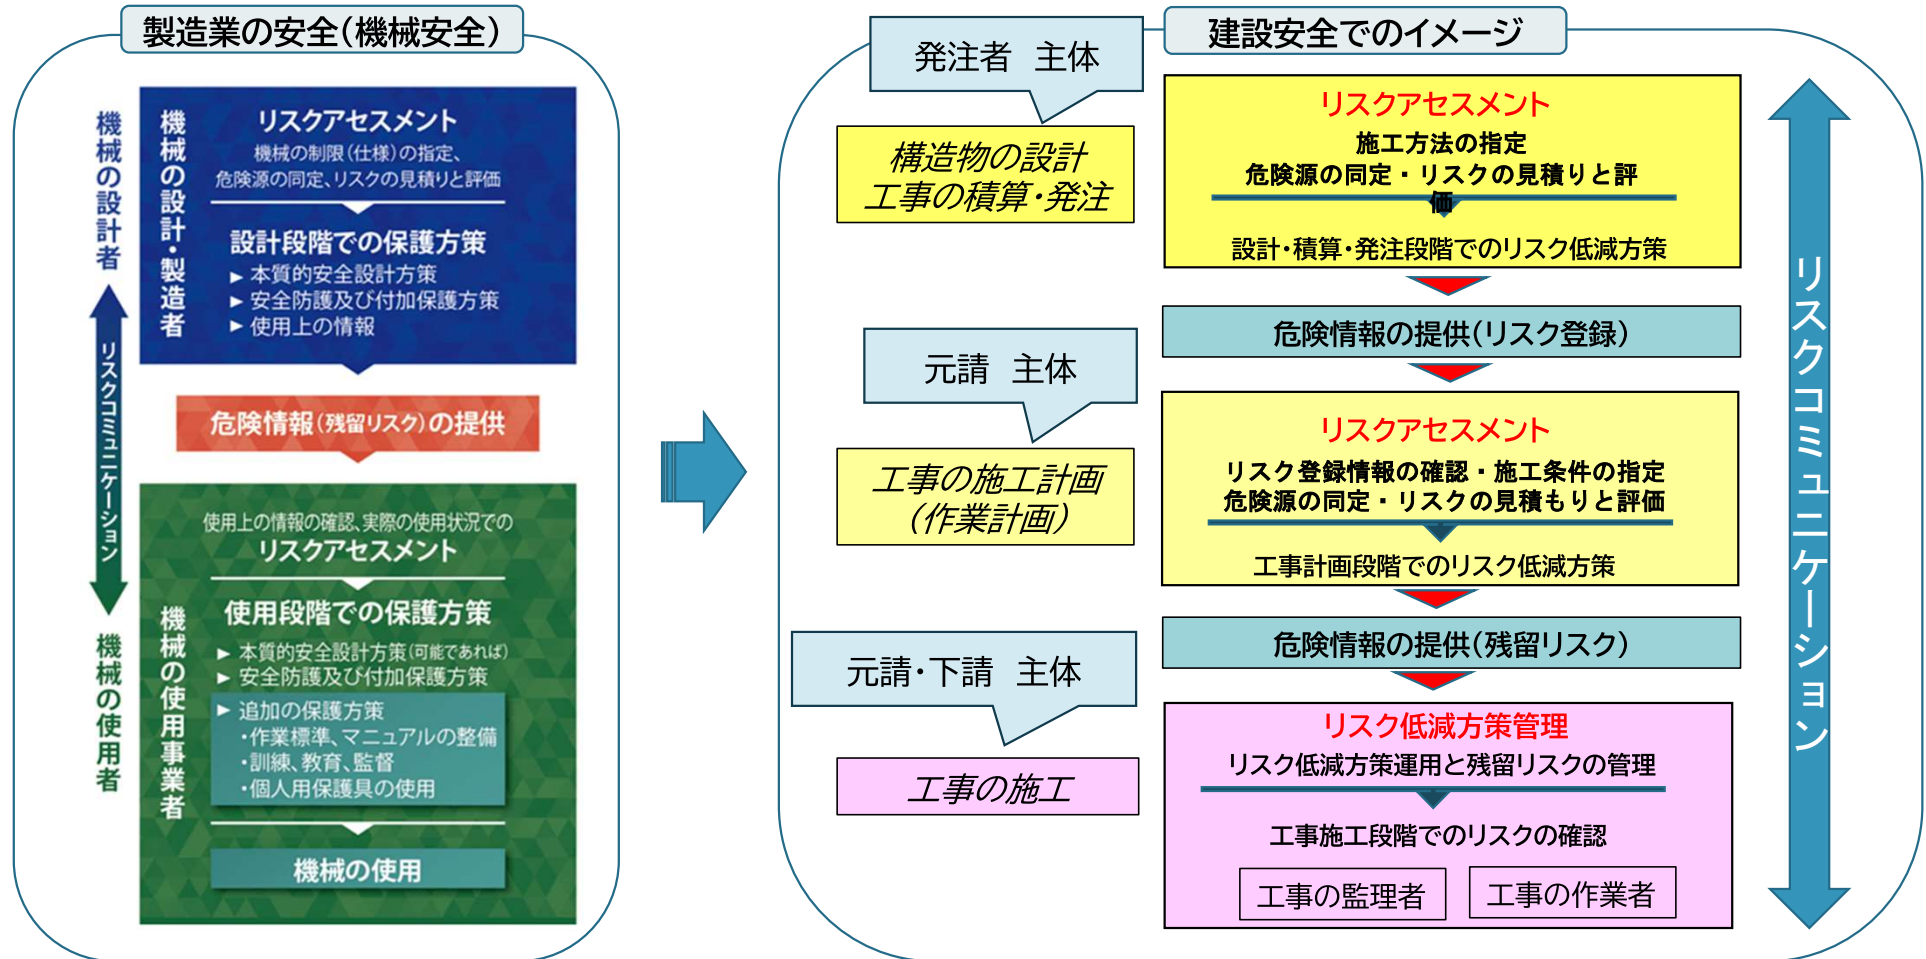 製造業の安全(機械安全)
機械の設計者
リスクコミュニケーション
機械の使用者
機械の設計・製造者
リスクアセスメント
機械の制限(仕様)の指定、
危険源の同定、リスクの見積りと評価
設計段階での保護方策
▶ 本質的安全設計方策
▶ 安全防護及び付加保護方策
▶ 使用上の情報
危険情報(残留リスク)の提供
機械の使用事業者
使用上の情報の確認、実際の使用状況での
リスクアセスメント
使用段階での保護方策
▶ 本質的安全設計方策(可能であれば)
▶ 安全防護及び付加保護方策
▶ 追加の保護方策
・作業標準、マニュアルの整備
・訓練、教育、監督
・個人用保護具の使用
機械の使用
建設安全でのイメージ
発注者 主体
構造物の設計
工事の積算・発注
リスクアセスメント
施工方法の指定
危険源の同定・リスクの見積りと評
価
設計・積算・発注段階でのリスク低減方策
危険情報の提供(リスク登録)
元請 主体
工事の施工計画
(作業計画)
リスクアセスメント
リスク登録情報の確認・施工条件の指定
危険源の同定・リスクの見積もりと評価
工事計画段階でのリスク低減方策
危険情報の提供(残留リスク)
元請・下請 主体
工事の施工
リスク低減方策管理
リスク低減方策運用と残留リスクの管理
工事施工段階でのリスクの確認
工事の監理者
工事の作業者
リスクコミュニケーション